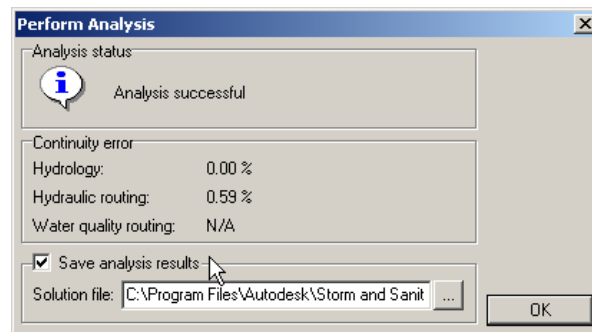 Perform Analysis
Analysis status
Analysis successful
Continuity error
Hydrology: 0.00 %
Hydraulic routing: 0.59 %
Water quality routing: N/A
Save analysis results
Solution file: C:\Program Files\Autodesk\Storm and Sanit ...
OK